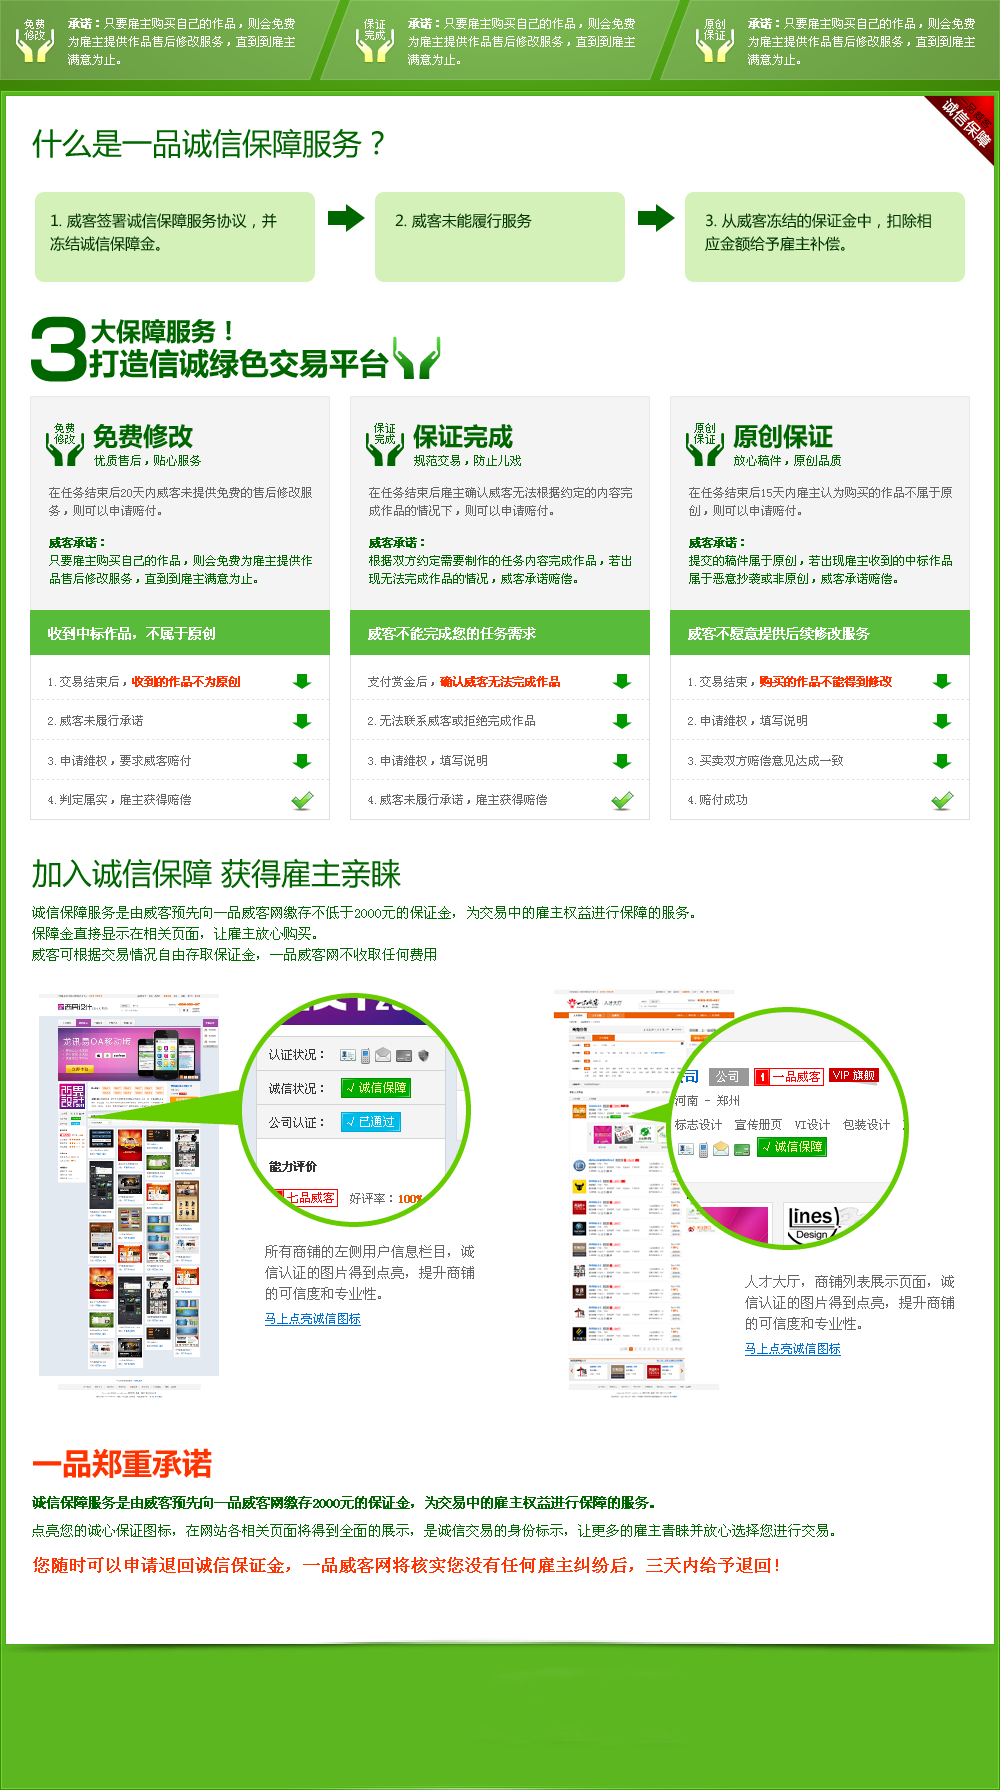 免费
修改
承诺：只要雇主购买自己的作品，则会免费
为雇主提供作品售后修改服务，直到到雇主
满意为止。
保证
完成
承诺：只要雇主购买自己的作品，则会免费
为雇主提供作品售后修改服务，直到到雇主
满意为止。
原创
保证
承诺：只要雇主购买自己的作品，则会免费
为雇主提供作品售后修改服务，直到到雇主
满意为止。
诚信保障
什么是一品诚信保障服务？
1. 威客签署诚信保障服务协议，并
冻结诚信保障金。
2. 威客未能履行服务
3. 从威客冻结的保证金中，扣除相
应金额给予雇主补偿。
3
大保障服务！
打造信诚绿色交易平台
免费
修改
免费修改
优质售后，贴心服务
在任务结束后20天内威客未提供免费的售后修改服
务，则可以申请赔付。
威客承诺：
只要雇主购买自己的作品，则会免费为雇主提供作
品售后修改服务，直到到雇主满意为止。
收到中标作品，不属于原创
1. 交易结束后，收到的作品不为原创
2. 威客未履行承诺
3. 申请维权，要求威客赔付
4. 判定属实，雇主获得赔偿
保证
完成
保证完成
规范交易，防止儿戏
在任务结束后雇主确认威客无法根据约定的内容完
成作品的情况下，则可以申请赔付。
威客承诺：
根据双方约定需要制作的任务内容完成作品，若出
现无法完成作品的情况，威客承诺赔偿。
威客不能完成您的任务需求
支付赏金后，确认威客无法完成作品
2. 无法联系威客或拒绝完成作品
3. 申请维权，填写说明
4. 威客未履行承诺，雇主获得赔偿
原创
保证
原创保证
放心稿件，原创品质
在任务结束后15天内雇主认为购买的作品不属于原
创，则可以申请赔付。
威客承诺：
提交的稿件属于原创，若出现雇主收到的中标作品
属于恶意抄袭或非原创，威客承诺赔偿。
威客不愿意提供后续修改服务
1. 交易结束，购买的作品不能得到修改
2. 申请维权，填写说明
3. 买卖双方赔偿意见达成一致
4. 赔付成功
加入诚信保障 获得雇主亲睐
诚信保障服务是由威客预先向一品威客网缴存不低于2000元的保证金，为交易中的雇主权益进行保障的服务。
保障金直接显示在相关页面，让雇主放心购买。
威客可根据交易情况自由存取保证金，一品威客网不收取任何费用
龙讯易OA移动版
认证状况：
诚信状况：
√ 诚信保障
公司认证：
√ 已通过
能力评价
七品威客 好评率：100%
所有商铺的左侧用户信息栏目，诚
信认证的图片得到点亮，提升商铺
的可信度和专业性。
马上点亮诚信图标
人才大厅
公司 1 一品威客 VIP 旗舰
河南 - 郑州
标志设计 宣传册页 VI设计 包装设计
√ 诚信保障
lines
Design
人才大厅，商铺列表展示页面，诚
信认证的图片得到点亮，提升商铺
的可信度和专业性。
马上点亮诚信图标
一品郑重承诺
诚信保障服务是由威客预先向一品威客网缴存2000元的保证金，为交易中的雇主权益进行保障的服务。
点亮您的诚心保证图标，在网站各相关页面将得到全面的展示，是诚信交易的身份标示，让更多的雇主青睐并放心选择您进行交易。
您随时可以申请退回诚信保证金，一品威客网将核实您没有任何雇主纠纷后，三天内给予退回！